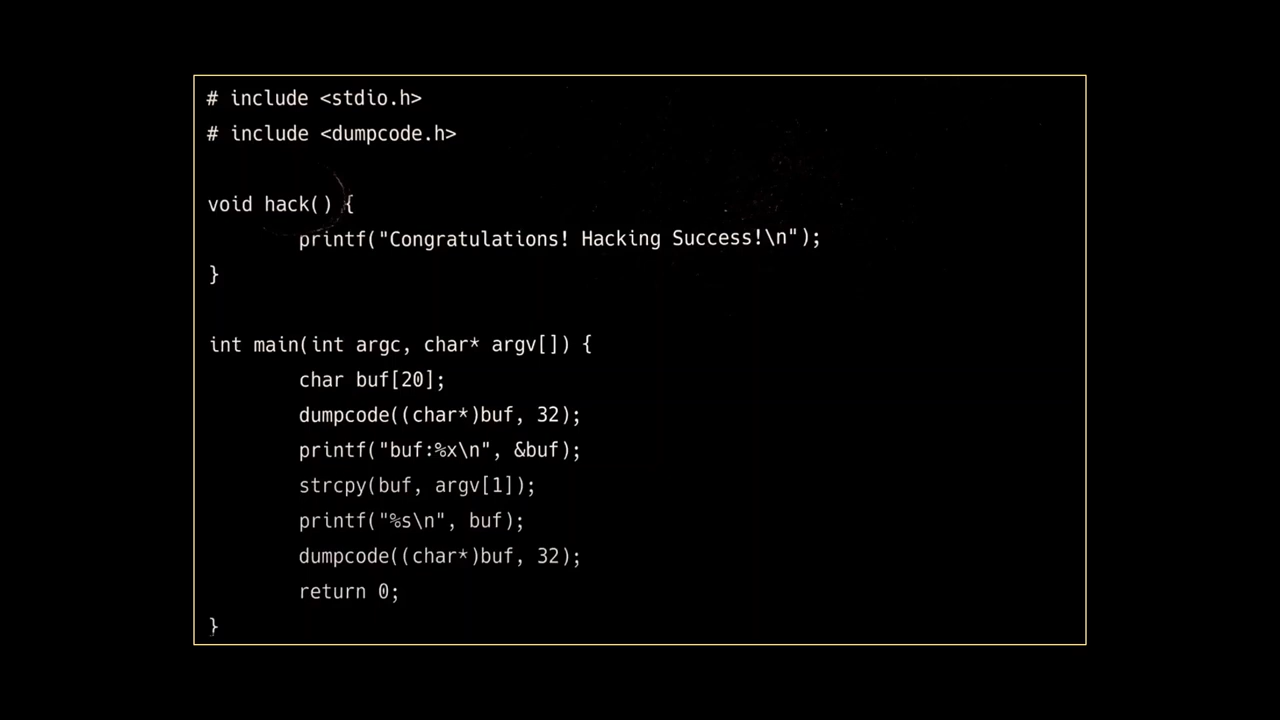 # include <stdio.h>
# include <dumpcode.h>
void hack() {
printf("Congratulations! Hacking Success!\n");
}
int main(int argc, char* argv[]) {
char buf[20];
dumpcode((char*)buf, 32);
printf("buf:%x\n", &buf);
strcpy(buf, argv[1]);
printf("%s\n", buf);
dumpcode((char*)buf, 32);
return 0;
}